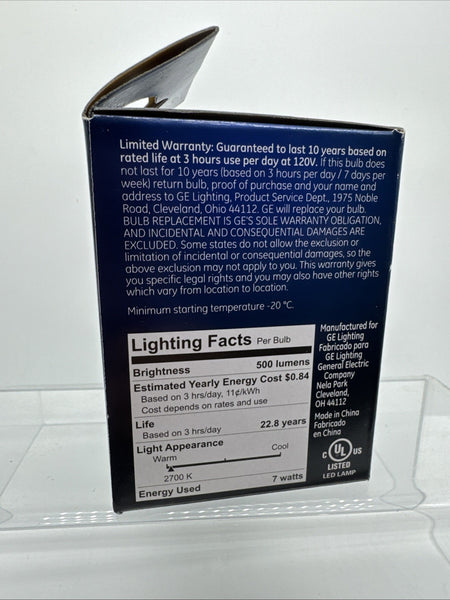 Limited Warranty: Guaranteed to last 10 years based on
rated life at 3 hours use per day at 120V. If this bulb does
not last for 10 years (based on 3 hours per day / 7 days per
week) return bulb, proof of purchase and your name and
address to GE Lighting, Product Service Dept., 1975 Noble
Road, Cleveland, Ohio 44112. GE will replace your bulb.
BULB REPLACEMENT IS GE'S SOLE WARRANTY OBLIGATION,
AND INCIDENTAL AND CONSEQUENTIAL DAMAGES ARE
EXCLUDED. Some states do not allow the exclusion or
limitation of incidental or consequential damages, so the
above exclusion may not apply to you. This warranty gives
you specific legal rights and you may also have other rights
which vary from location to location.
Minimum starting temperature -20 °C.
Lighting Facts Per Bulb
Brightness 500 lumens
Estimated Yearly Energy Cost $0.84
Based on 3 hrs/day, 11¢/kWh
Cost depends on rates and use
Life 22.8 years
Based on 3 hrs/day
Light Appearance
Warm Cool
2700 K
Energy Used 7 watts
Manufactured for
GE Lighting
Fabricado para
GE Lighting
General Electric
Company
Nela Park
Cleveland,
OH 44112
Made in China
Fabricado
en China
C UL US
LISTED
LED LAMP